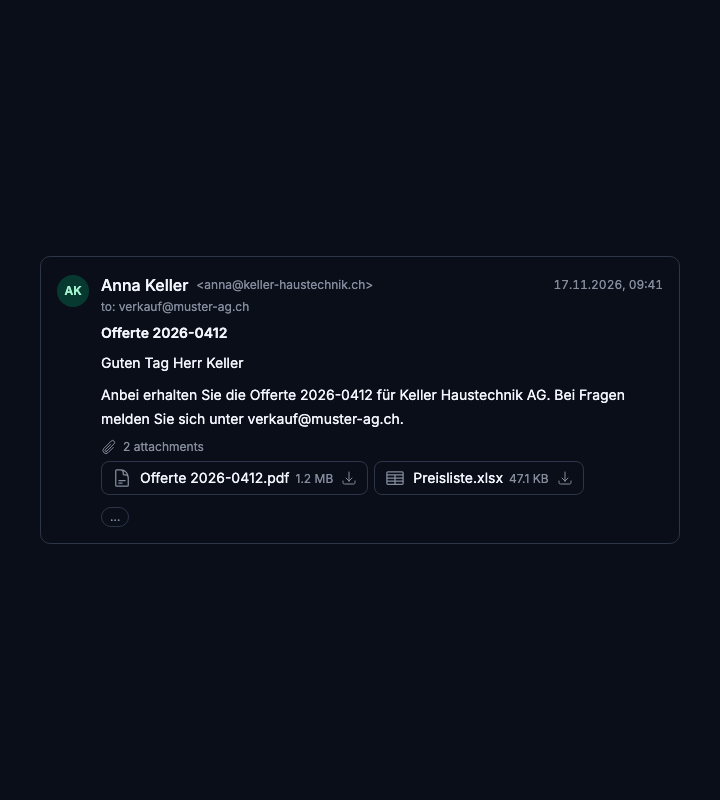 AK
Anna Keller <anna@keller-haustechnik.ch> 17.11.2026, 09:41
to: verkauf@muster-ag.ch
Offerte 2026-0412
Guten Tag Herr Keller
Anbei erhalten Sie die Offerte 2026-0412 für Keller Haustechnik AG. Bei Fragen
melden Sie sich unter verkauf@muster-ag.ch.
2 attachments
Offerte 2026-0412.pdf 1.2 MB Preisliste.xlsx 47.1 KB
...